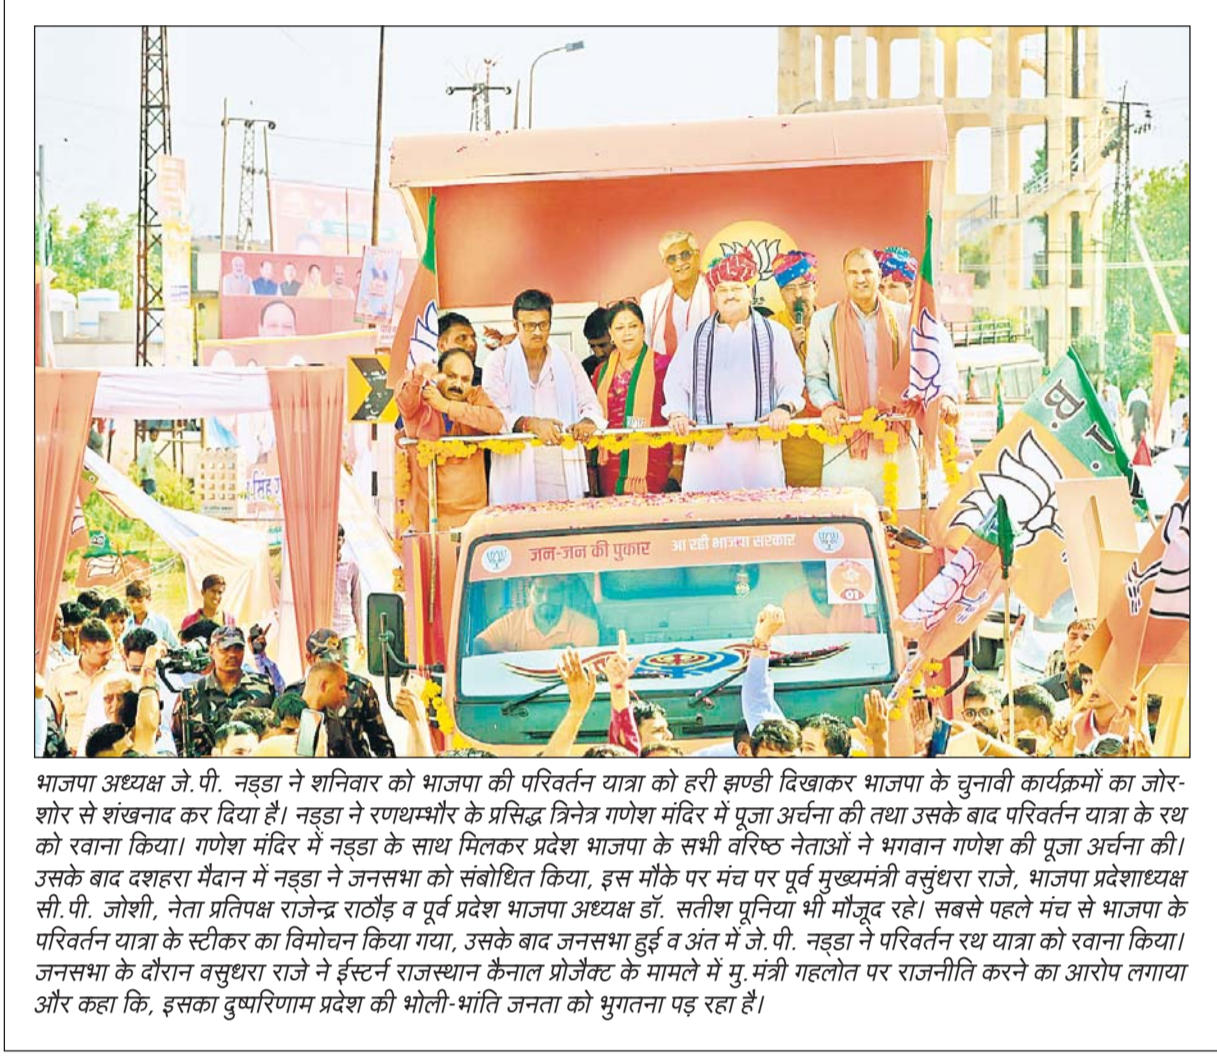 जन-जन की पुकार आ रही भाजपा सरकार
01
भाजपा अध्यक्ष जे.पी. नड्डा ने शनिवार को भाजपा की परिवर्तन यात्रा को हरी झण्डी दिखाकर भाजपा के चुनावी कार्यक्रमों का जोर-
शोर से शंखनाद कर दिया है। नड्डा ने रणथम्भौर के प्रसिद्ध त्रिनेत्र गणेश मंदिर में पूजा अर्चना की तथा उसके बाद परिवर्तन यात्रा के रथ
को रवाना किया। गणेश मंदिर में नड्डा के साथ मिलकर प्रदेश भाजपा के सभी वरिष्ठ नेताओं ने भगवान गणेश की पूजा अर्चना की।
उसके बाद दशहरा मैदान में नड्डा ने जनसभा को संबोधित किया, इस मौके पर मंच पर पूर्व मुख्यमंत्री वसुंधरा राजे, भाजपा प्रदेशाध्यक्ष
सी.पी. जोशी, नेता प्रतिपक्ष राजेन्द्र राठौड़ व पूर्व प्रदेश भाजपा अध्यक्ष डॉ. सतीश पूनिया भी मौजूद रहे। सबसे पहले मंच से भाजपा के
परिवर्तन यात्रा के स्टीकर का विमोचन किया गया, उसके बाद जनसभा हुई व अंत में जे.पी. नड्डा ने परिवर्तन रथ यात्रा को रवाना किया।
जनसभा के दौरान वसुधरा राजे ने ईस्टर्न राजस्थान कैनाल प्रोजैक्ट के मामले में मु.मंत्री गहलोत पर राजनीति करने का आरोप लगाया
और कहा कि, इसका दुष्परिणाम प्रदेश की भोली-भांति जनता को भुगतना पड़ रहा है।